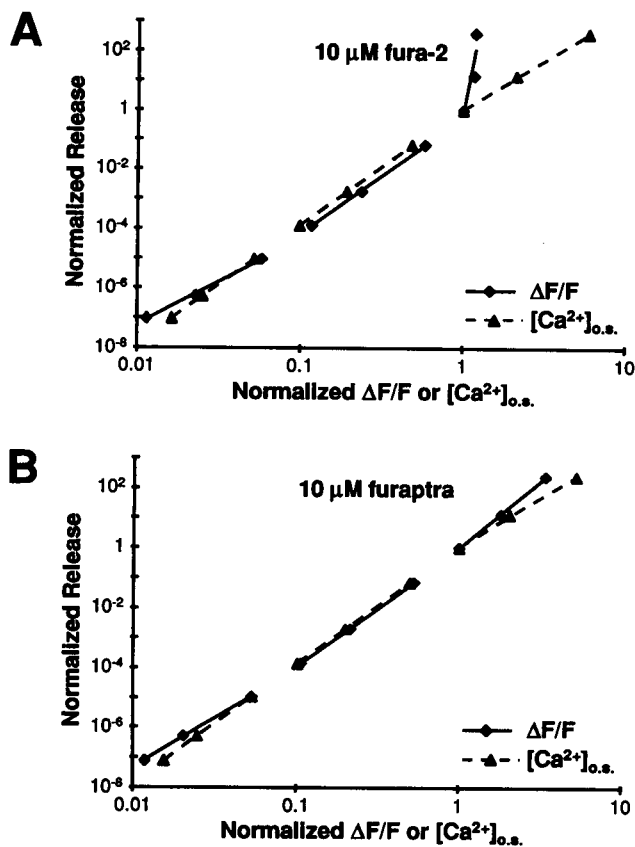 A
10 μM fura-2
Normalized Release
10²
1
10⁻²
10⁻⁴
10⁻⁶
10⁻⁸
ΔF/F
[Ca²⁺]o.s.
0.01 0.1 1 10
Normalized ΔF/F or [Ca²⁺]o.s.
B
10 μM furaptra
Normalized Release
10²
1
10⁻²
10⁻⁴
10⁻⁶
10⁻⁸
ΔF/F
[Ca²⁺]o.s.
0.01 0.1 1 10
Normalized ΔF/F or [Ca²⁺]o.s.